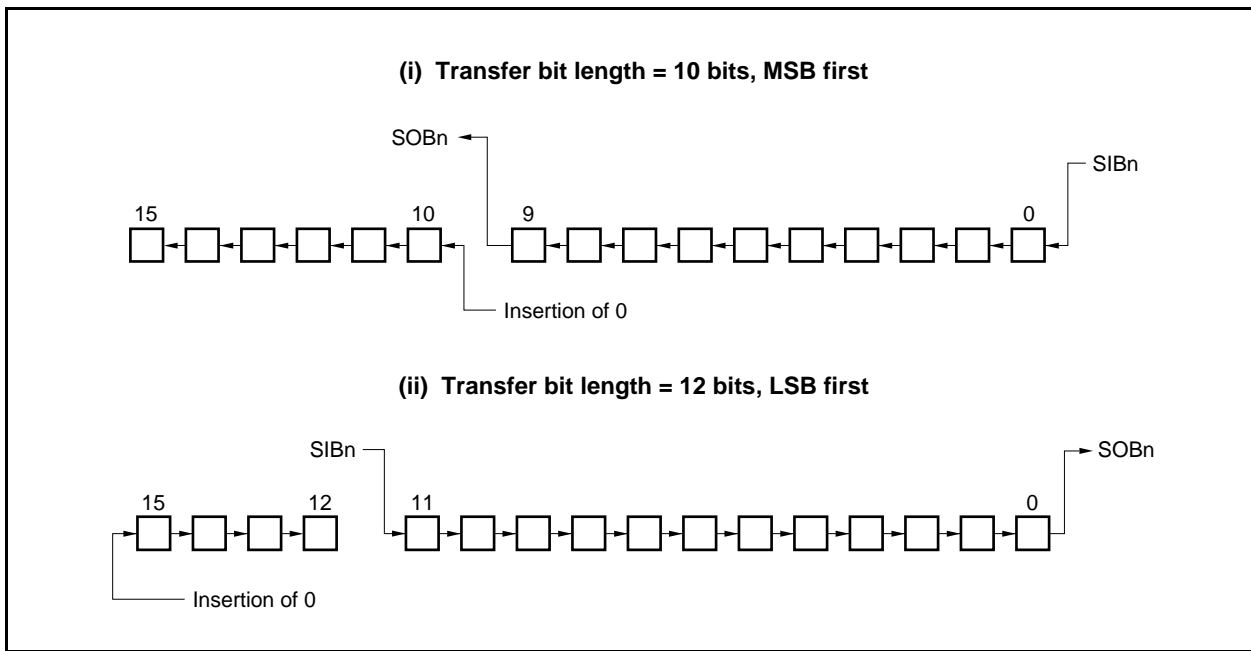 (i) Transfer bit length = 10 bits, MSB first
SOBn
SIBn
15
10
9
0
Insertion of 0
(ii) Transfer bit length = 12 bits, LSB first
SIBn
SOBn
15
12
11
0
Insertion of 0